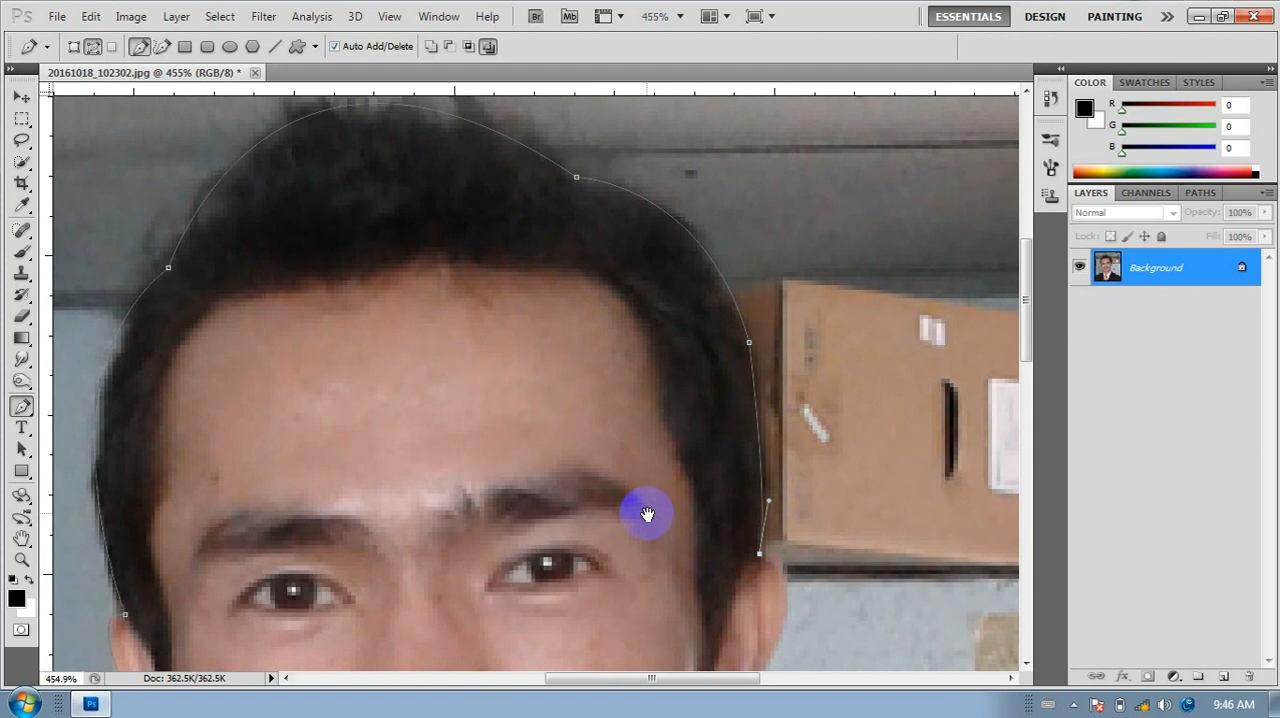 Ps File Edit Image Layer Select Filter Analysis 3D View Window Help Br Mb 455% ESSENTIALS DESIGN PAINTING
Auto Add/Delete
20161018_102302.jpg @ 455% (RGB/8) *
COLOR SWATCHES STYLES
R 0
G 0
B 0
LAYERS CHANNELS PATHS
Normal Opacity: 100%
Lock: Fill: 100%
Background
T
454.9% Doc: 362.5K/362.5K
Ps 9:46 AM